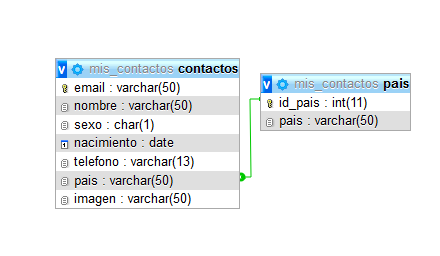 v mis_contactos contactos
email : varchar(50)
nombre : varchar(50)
sexo : char(1)
nacimiento : date
telefono : varchar(13)
pais : varchar(50)
imagen : varchar(50)
v mis_contactos pais
id_pais : int(11)
pais : varchar(50)